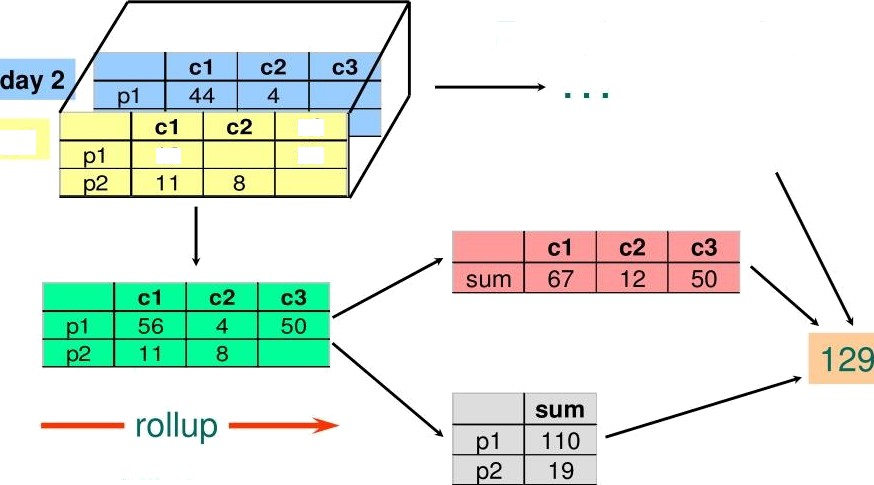 c1 c2 c3
day 2
p1 44 4
...
c1 c2
p1
p2 11 8
c1 c2 c3
sum 67 12 50
c1 c2 c3
p1 56 4 50
p2 11 8
129
sum
p1 110
p2 19
rollup